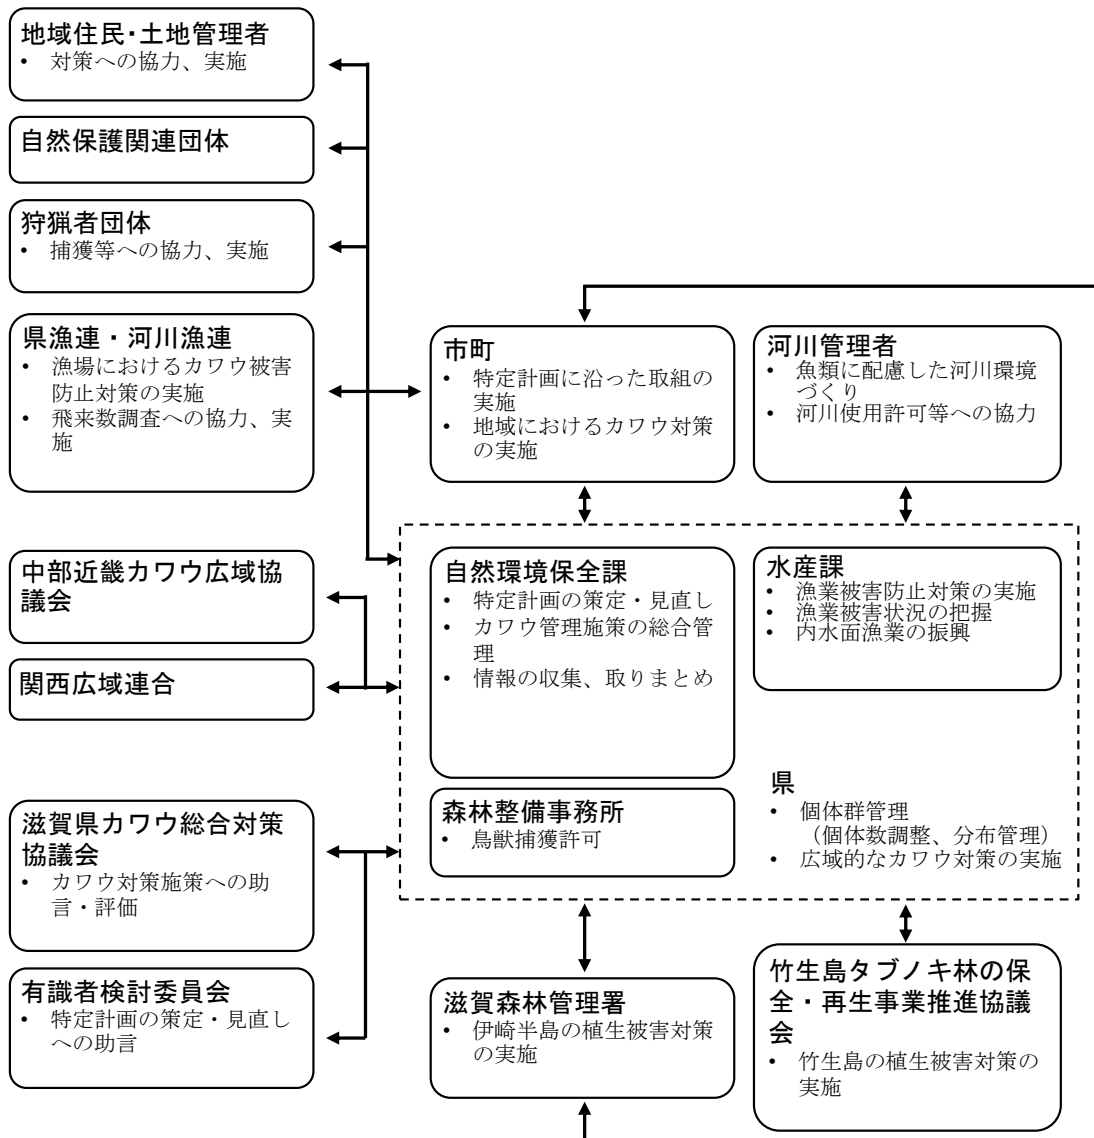 地域住民・土地管理者
• 対策への協力、実施
自然保護関連団体
狩猟者団体
• 捕獲等への協力、実施
県漁連・河川漁連
• 漁場におけるカワウ被害
防止対策の実施
• 飛来数調査への協力、実
施
市町
• 特定計画に沿った取組の
実施
• 地域におけるカワウ対策
の実施
河川管理者
• 魚類に配慮した河川環境
づくり
• 河川使用許可等への協力
中部近畿カワウ広域協
議会
関西広域連合
自然環境保全課
• 特定計画の策定・見直し
• カワウ管理施策の総合管
理
• 情報の収集、取りまとめ
水産課
• 漁業被害防止対策の実施
• 漁業被害状況の把握
• 内水面漁業の振興
森林整備事務所
• 鳥獣捕獲許可
県
• 個体群管理
（個体数調整、分布管理）
• 広域的なカワウ対策の実施
滋賀県カワウ総合対策
協議会
• カワウ対策施策への助
言・評価
有識者検討委員会
• 特定計画の策定・見直し
への助言
滋賀森林管理署
• 伊崎半島の植生被害対策
の実施
竹生島タブノキ林の保
全・再生事業推進協議
会
• 竹生島の植生被害対策の
実施